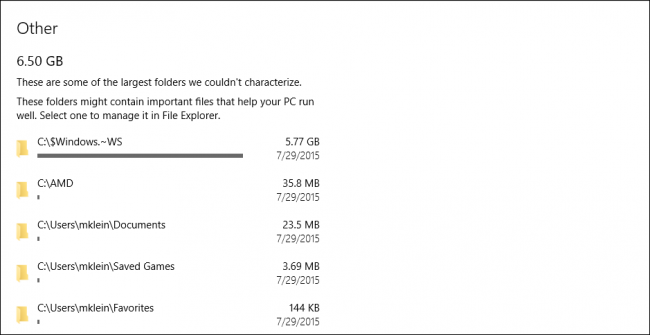 Other
6.50 GB
These are some of the largest folders we couldn't characterize.
These folders might contain important files that help your PC run
well. Select one to manage it in File Explorer.
C:\$Windows.~WS 5.77 GB
7/29/2015
C:\AMD 35.8 MB
7/29/2015
C:\Users\mklein\Documents 23.5 MB
7/29/2015
C:\Users\mklein\Saved Games 3.69 MB
7/29/2015
C:\Users\mklein\Favorites 144 KB
7/29/2015